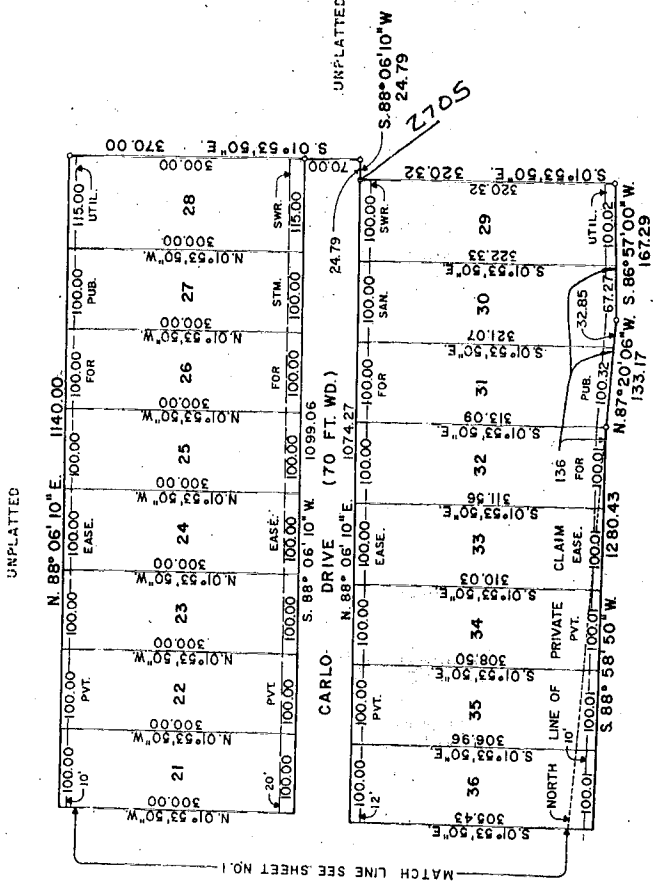 UNPLATTED
UNPLATTED
N. 88° 06' 10" E. 1140.00
100.00 100.00 100.00 100.00 100.00 100.00 100.00 115.00
10' PVT. EASE. FOR PUB. UTIL.
21 22 23 24 25 26 27 28
300.00 300.00 300.00 300.00 300.00 300.00 300.00 300.00 300.00
N. 01°53'50"W. N. 01°53'50"W. N. 01°53'50"W. N. 01°53'50"W. N. 01°53'50"W. N. 01°53'50"W. N. 01°53'50"W. N. 01°53'50"W.
S. 01°53'50"E. 370.00
20' PVT. EASE. FOR STM. SWR.
100.00 100.00 100.00 100.00 100.00 100.00 100.00 115.00
S. 88° 06' 10" W. 1099.06
70.00
S. 88° 06' 10" W
24.79
2705
24.79
CARLO DRIVE (70 FT. WD.)
N. 88° 06' 10" E. 1074.27
100.00 100.00 100.00 100.00 100.00 100.00 100.00 100.00
12' PVT. EASE. FOR SAN. SWR.
36 35 34 33 32 31 30 29
305.43 306.96 308.50 310.03 311.56 313.09 321.07 322.33 320.32
S. 01°53'50"E. S. 01°53'50"E. S. 01°53'50"E. S. 01°53'50"E. S. 01°53'50"E. S. 01°53'50"E. S. 01°53'50"E. S. 01°53'50"E.
S. 01°53'50"E. 320.32
NORTH LINE OF PRIVATE CLAIM 136
10' PVT. EASE. FOR PUB. UTIL.
100.01 100.01 100.01 100.01 100.01 100.32 32.85 67.27 100.02
S. 88° 58' 50" W. 1280.43
N. 87° 20' 06" W. 133.17
S. 86° 57' 00" W. 167.29
MATCH LINE SEE SHEET NO. 1